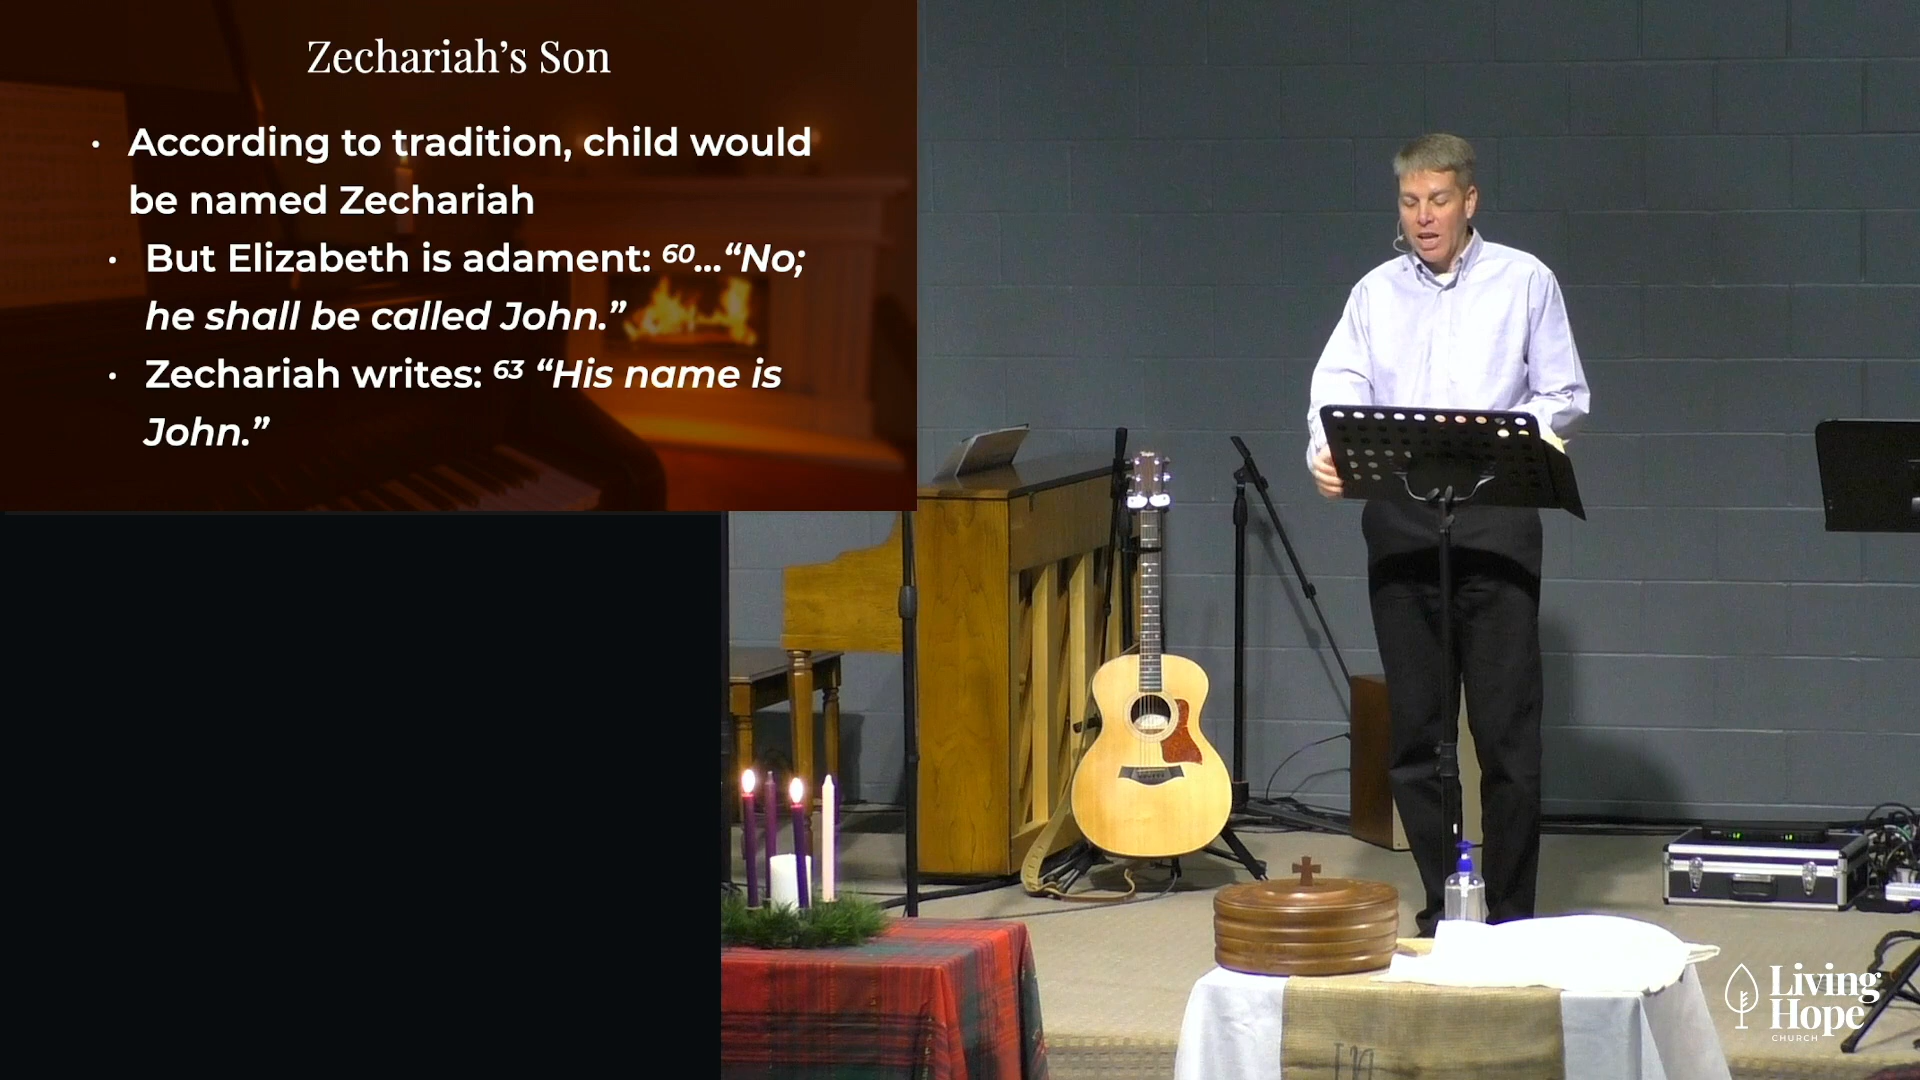 Zechariah’s Son
• According to tradition, child would
be named Zechariah
• But Elizabeth is adament: ⁶⁰...“No;
he shall be called John.”
• Zechariah writes: ⁶³ “His name is
John.”
Living
Hope
CHURCH